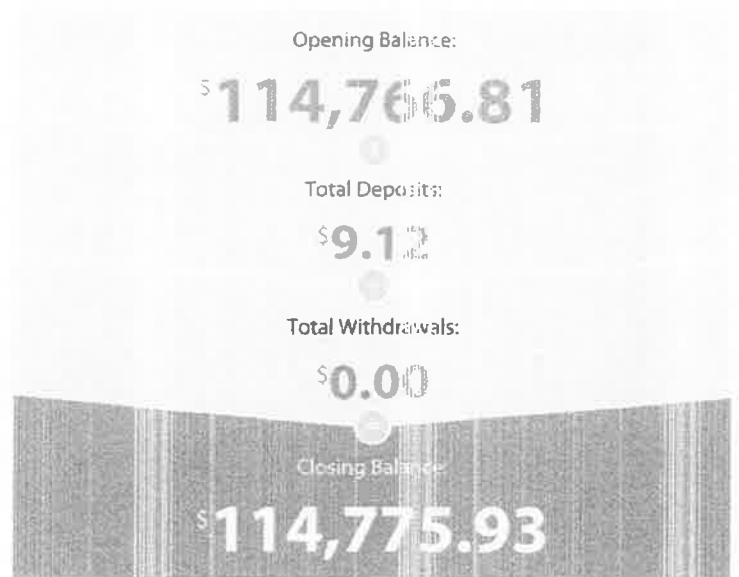 Opening Balance:
$114,766.81
Total Deposits:
$9.12
Total Withdrawals:
$0.00
Closing Balance:
$114,775.93